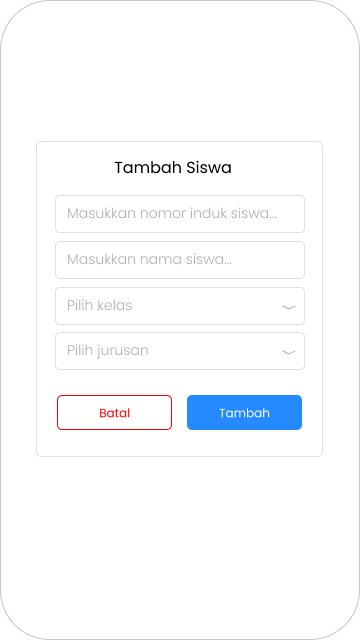 Tambah Siswa
Masukkan nomor induk siswa...
Masukkan nama siswa...
Pilih kelas
Pilih jurusan
Batal
Tambah